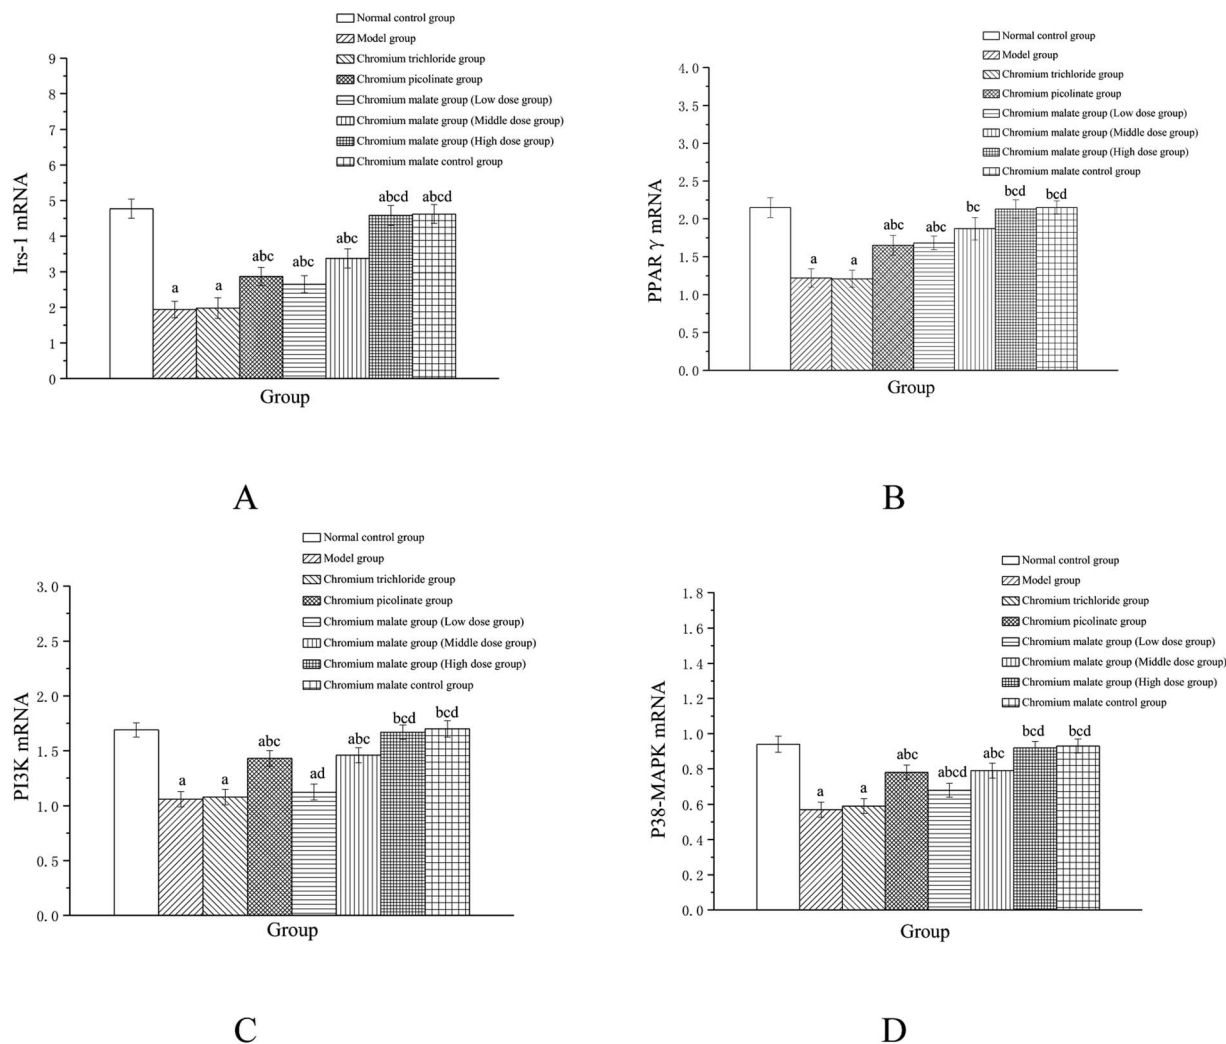 Normal control group
Model group
Chromium trichloride group
Chromium picolinate group
Chromium malate group (Low dose group)
Chromium malate group (Middle dose group)
Chromium malate group (High dose group)
Chromium malate control group
Irs-1 mRNA
9
8
7
6
5
4
3
2
1
0
a
a
abc
abc
abc
abcd
abcd
Group
A
Normal control group
Model group
Chromium trichloride group
Chromium picolinate group
Chromium malate group (Low dose group)
Chromium malate group (Middle dose group)
Chromium malate group (High dose group)
Chromium malate control group
PPAR γ mRNA
4.0
3.5
3.0
2.5
2.0
1.5
1.0
0.5
0.0
a
a
abc
abc
bc
bcd
bcd
Group
B
Normal control group
Model group
Chromium trichloride group
Chromium picolinate group
Chromium malate group (Low dose group)
Chromium malate group (Middle dose group)
Chromium malate group (High dose group)
Chromium malate control group
PI3K mRNA
3.0
2.5
2.0
1.5
1.0
0.5
0.0
a
a
abc
ad
abc
bcd
bcd
Group
C
Normal control group
Model group
Chromium trichloride group
Chromium picolinate group
Chromium malate group (Low dose group)
Chromium malate group (Middle dose group)
Chromium malate group (High dose group)
Chromium malate control group
P38-MAPK mRNA
1.8
1.6
1.4
1.2
1.0
0.8
0.6
0.4
0.2
0.0
a
a
abc
abcd
abc
bcd
bcd
Group
D